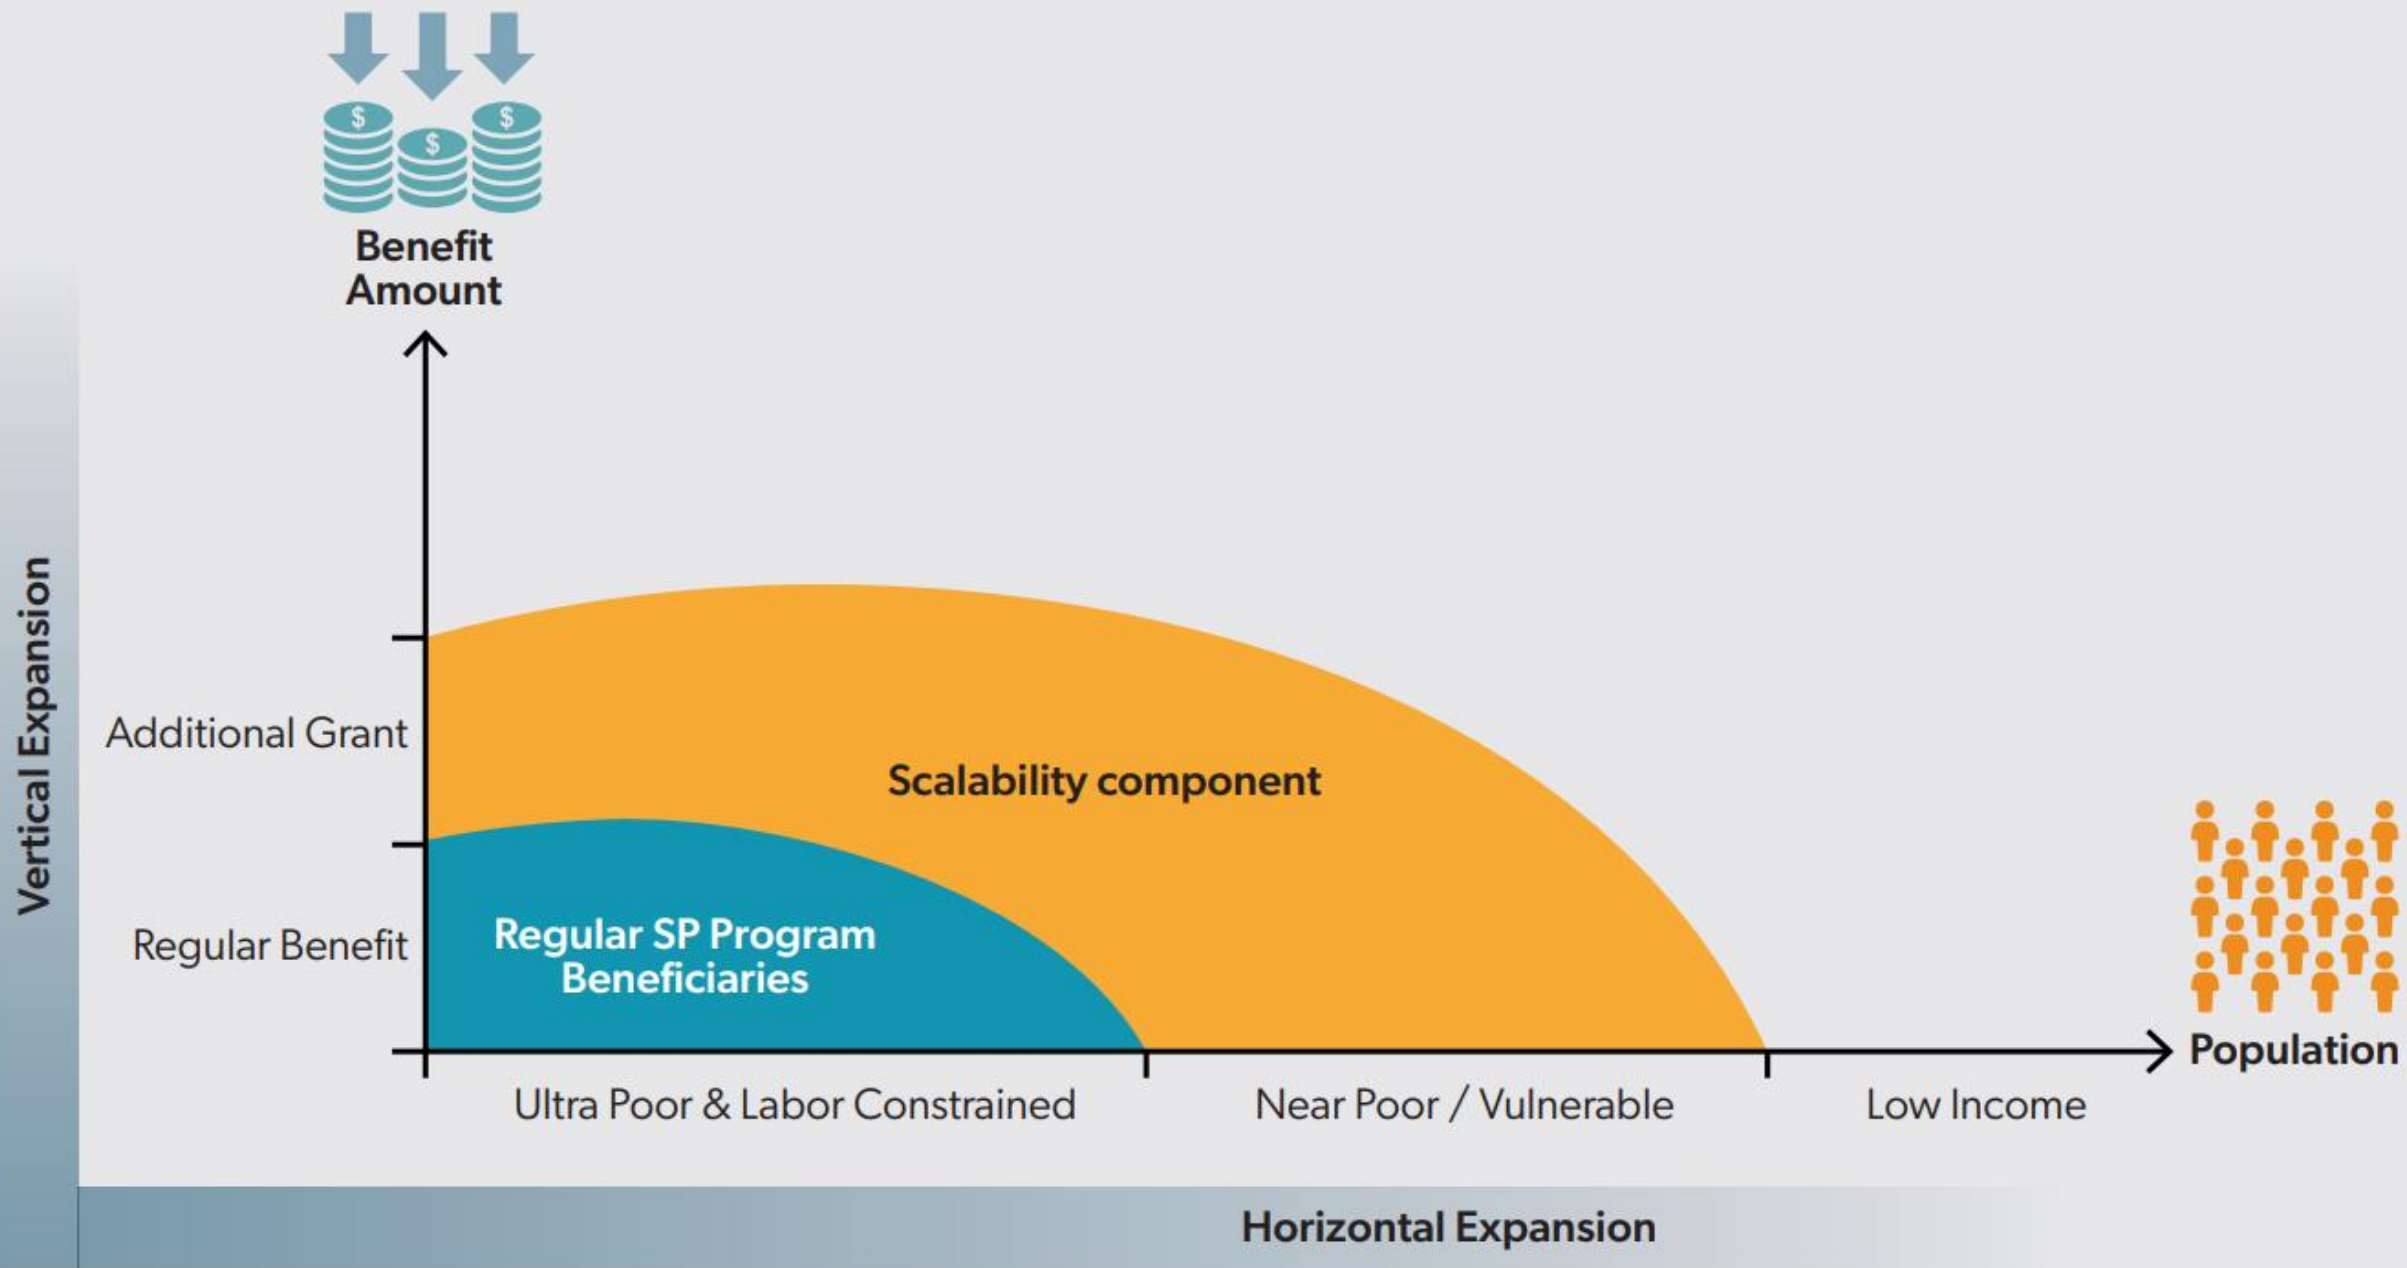 $
$
$
Benefit
Amount
Vertical Expansion
Additional Grant
Scalability component
Regular Benefit
Regular SP Program
Beneficiaries
Population
Ultra Poor & Labor Constrained
Near Poor / Vulnerable
Low Income
Horizontal Expansion